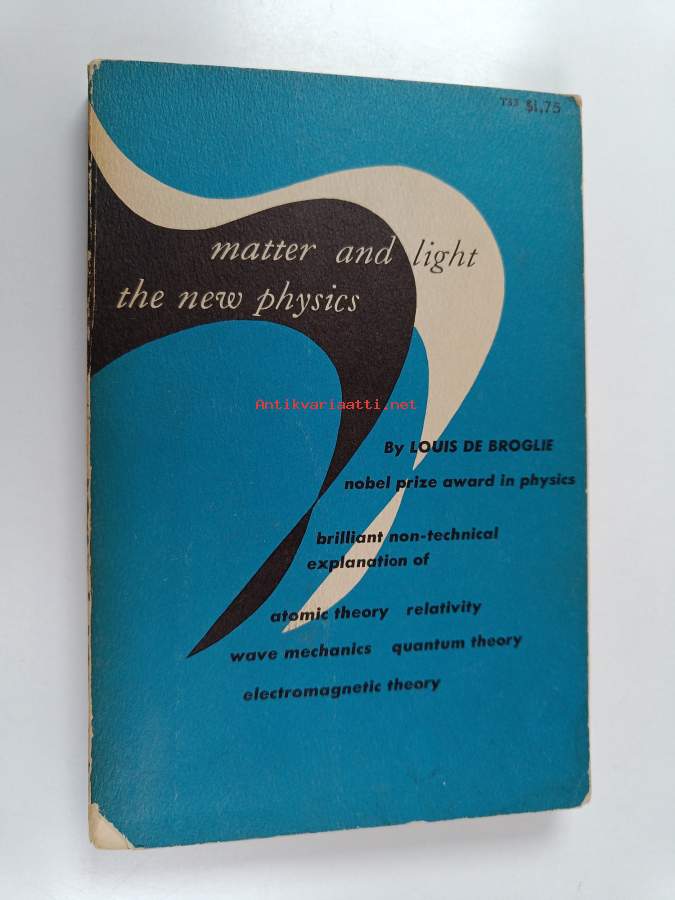 T35 $1.75
matter and light
the new physics
Antikvariaatti.net
By LOUIS DE BROGLIE
nobel prize award in physics
brilliant non-technical
explanation of
atomic theory relativity
wave mechanics quantum theory
electromagnetic theory